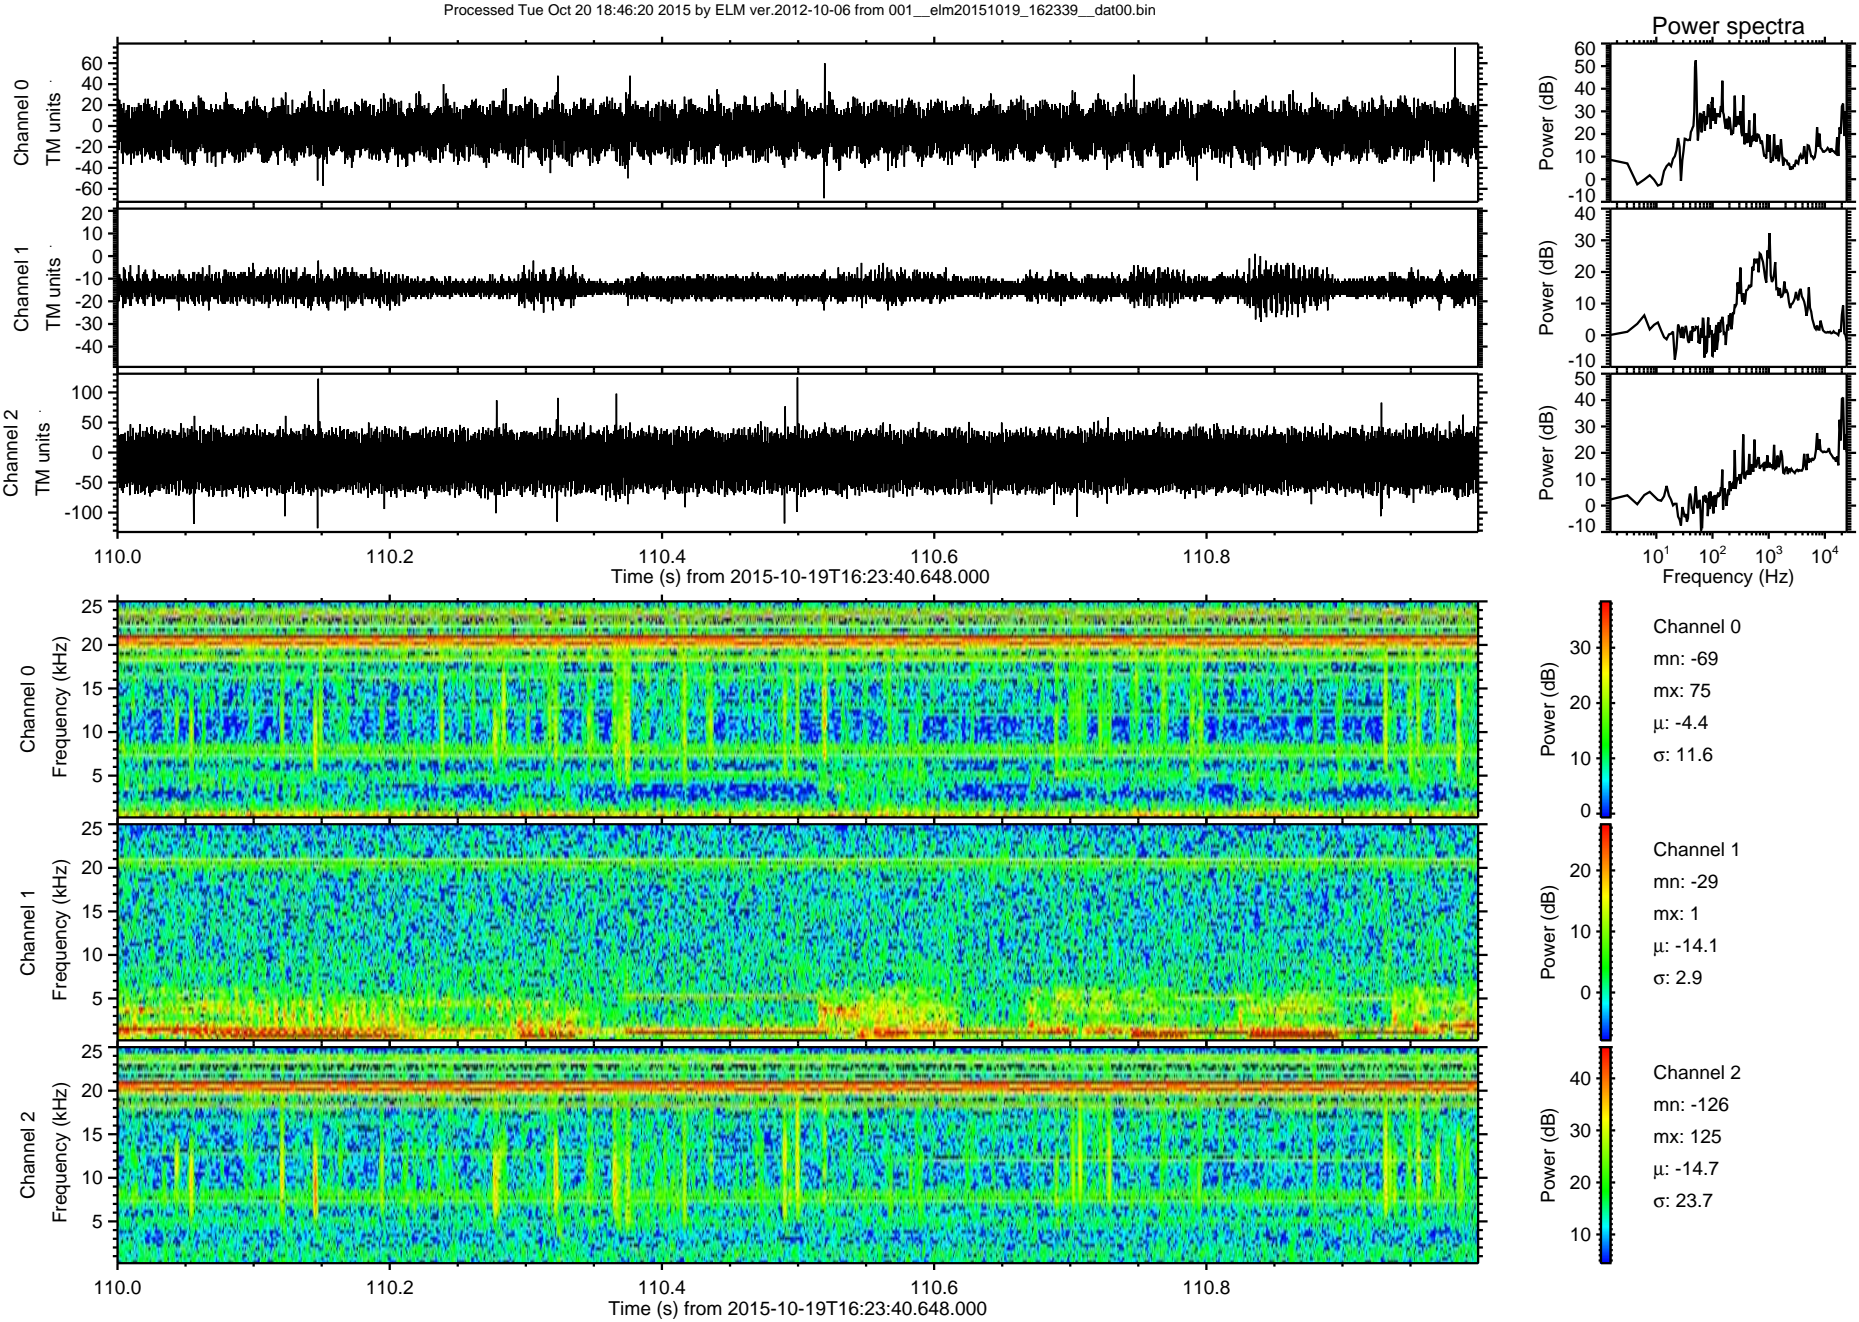 Processed Tue Oct 20 18:46:20 2015 by ELM ver.2012-10-06 from 001__elm20151019_162339__dat00.bin
Power spectra
Channel 0
TM units
60
40
20
0
-20
-40
-60
Power (dB)
60
50
40
30
20
10
0
-10
Channel 1
TM units
20
10
0
-10
-20
-30
-40
Power (dB)
40
30
20
10
0
-10
Channel 2
TM units
100
50
0
-50
-100
Power (dB)
50
40
30
20
10
0
-10
110.0 110.2 110.4 110.6 110.8
Time (s) from 2015-10-19T16:23:40.648.000
10^1 10^2 10^3 10^4
Frequency (Hz)
Channel 0
Frequency (kHz)
25
20
15
10
5
Power (dB)
30
20
10
0
Channel 0
mn: -69
mx: 75
μ: -4.4
σ: 11.6
Channel 1
Frequency (kHz)
25
20
15
10
5
Power (dB)
20
10
0
Channel 1
mn: -29
mx: 1
μ: -14.1
σ: 2.9
Channel 2
Frequency (kHz)
25
20
15
10
5
Power (dB)
40
30
20
10
Channel 2
mn: -126
mx: 125
μ: -14.7
σ: 23.7
110.0 110.2 110.4 110.6 110.8
Time (s) from 2015-10-19T16:23:40.648.000